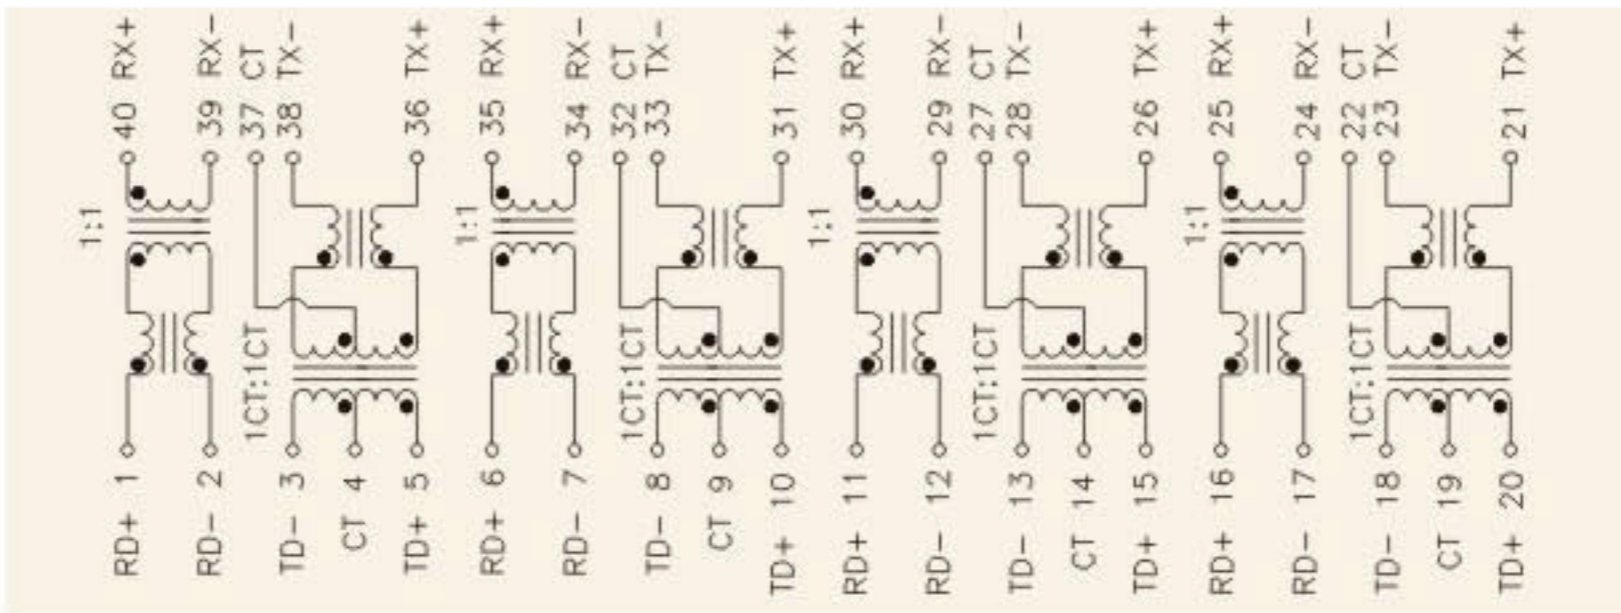 40 RX+
39 RX-
37 CT
38 TX-
36 TX+
35 RX+
34 RX-
32 CT
33 TX-
31 TX+
30 RX+
29 RX-
27 CT
28 TX-
26 TX+
25 RX+
24 RX-
22 CT
23 TX-
21 TX+
1:1
1:1
1:1
1:1
1CT:1CT
1CT:1CT
1CT:1CT
1CT:1CT
RD+ 1
RD- 2
TD- 3
CT 4
TD+ 5
RD+ 6
RD- 7
TD- 8
CT 9
TD+ 10
RD+ 11
RD- 12
TD- 13
CT 14
TD+ 15
RD+ 16
RD- 17
TD- 18
CT 19
TD+ 20